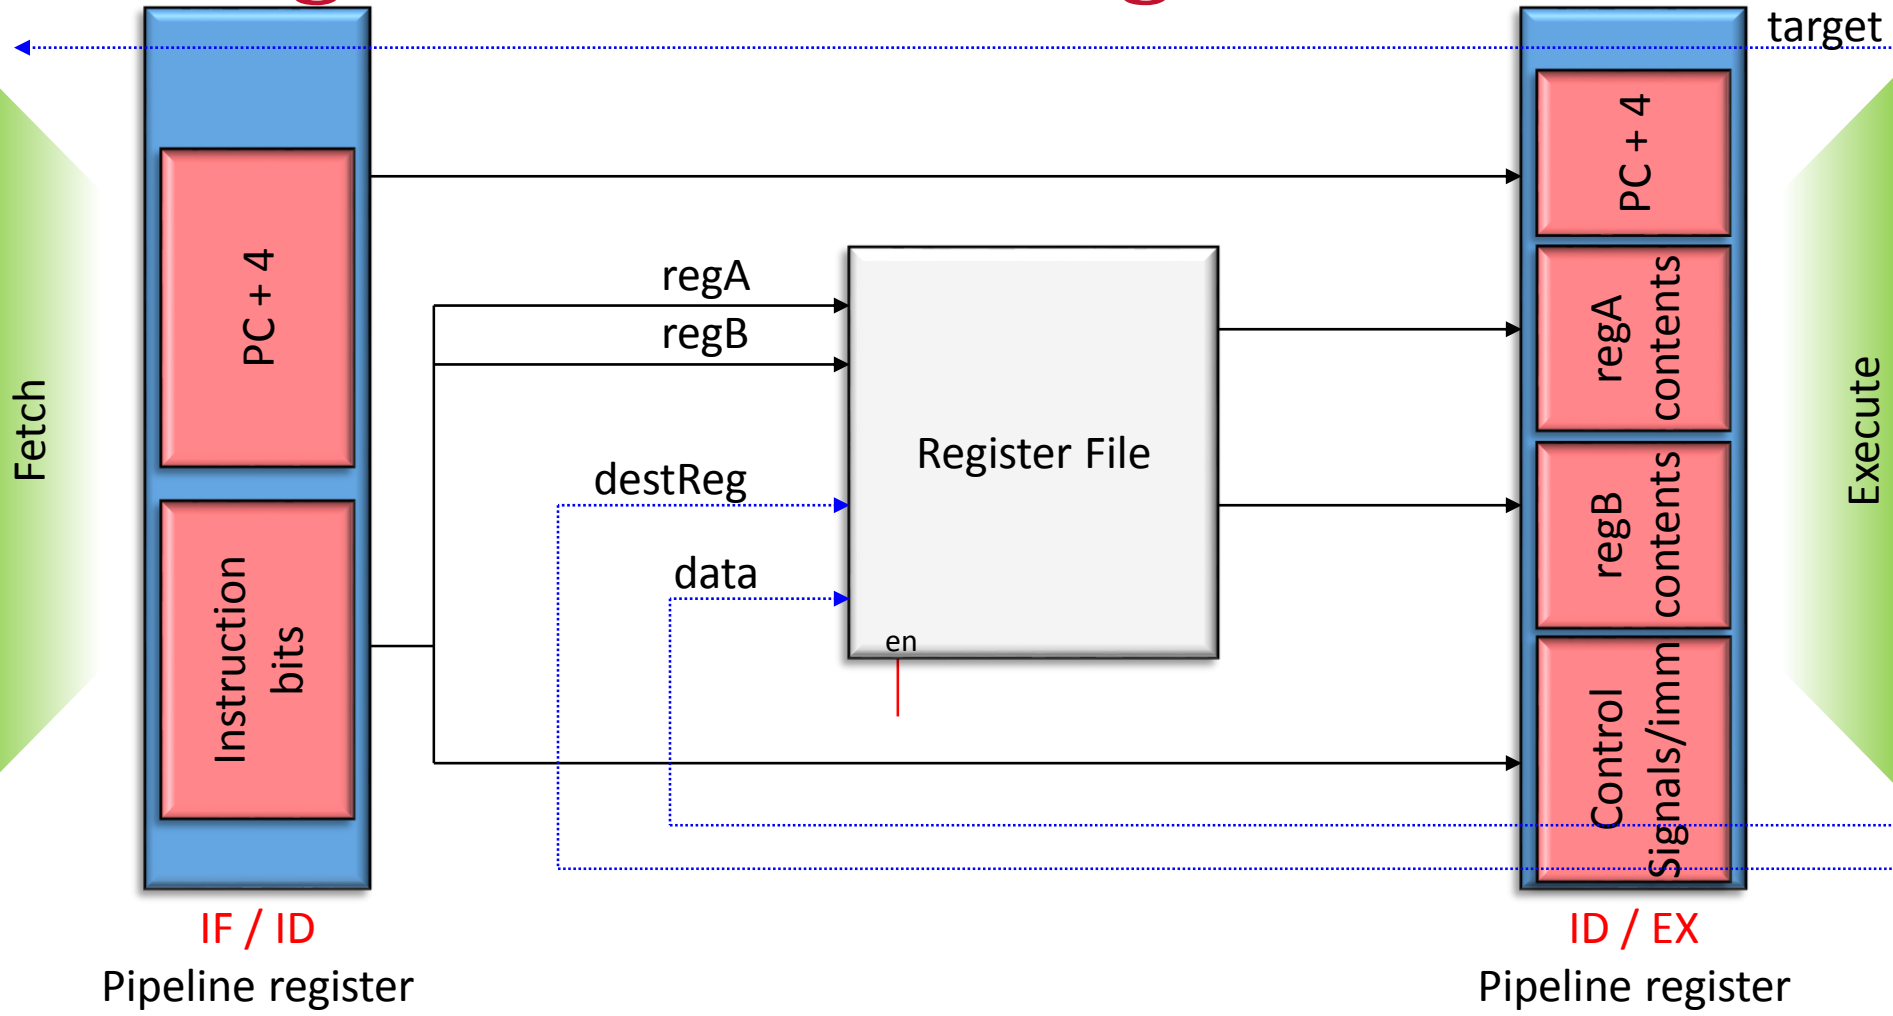 target
PC + 4
PC + 4
regA
regB
regA
contents
Fetch
Register File
Execute
destReg
regB
contents
data
Instruction
bits
en
Control
Signals/imm
IF / ID
Pipeline register
ID / EX
Pipeline register